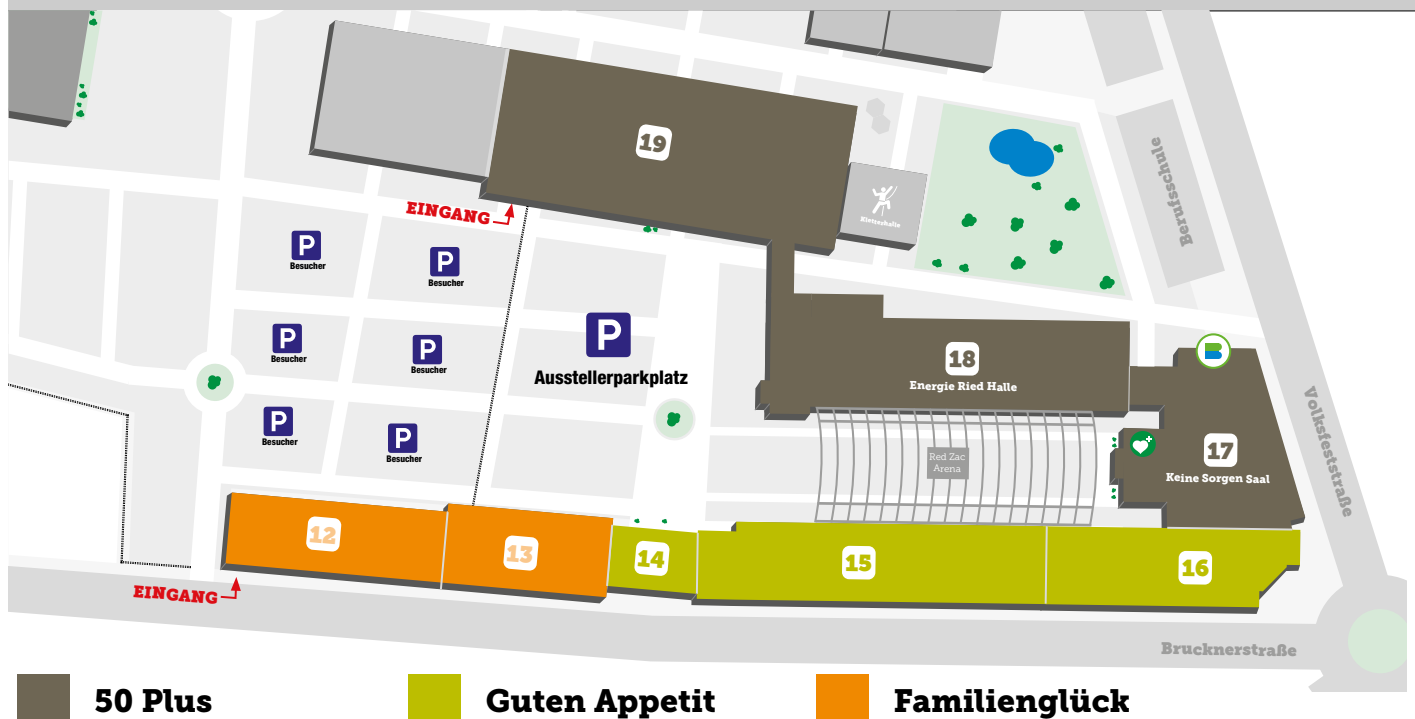 19
EINGANG
Kletterhalle
Berufsschule
P
Besucher
P
Besucher
P
Besucher
P
Besucher
P
Besucher
P
Besucher
P
Ausstellerparkplatz
18
Energie Ried Halle
B
Red Zac
Arena
17
Keine Sorgen Saal
Volksfeststraße
12
13
14
15
16
EINGANG
Brucknerstraße
50 Plus
Guten Appetit
Familienglück